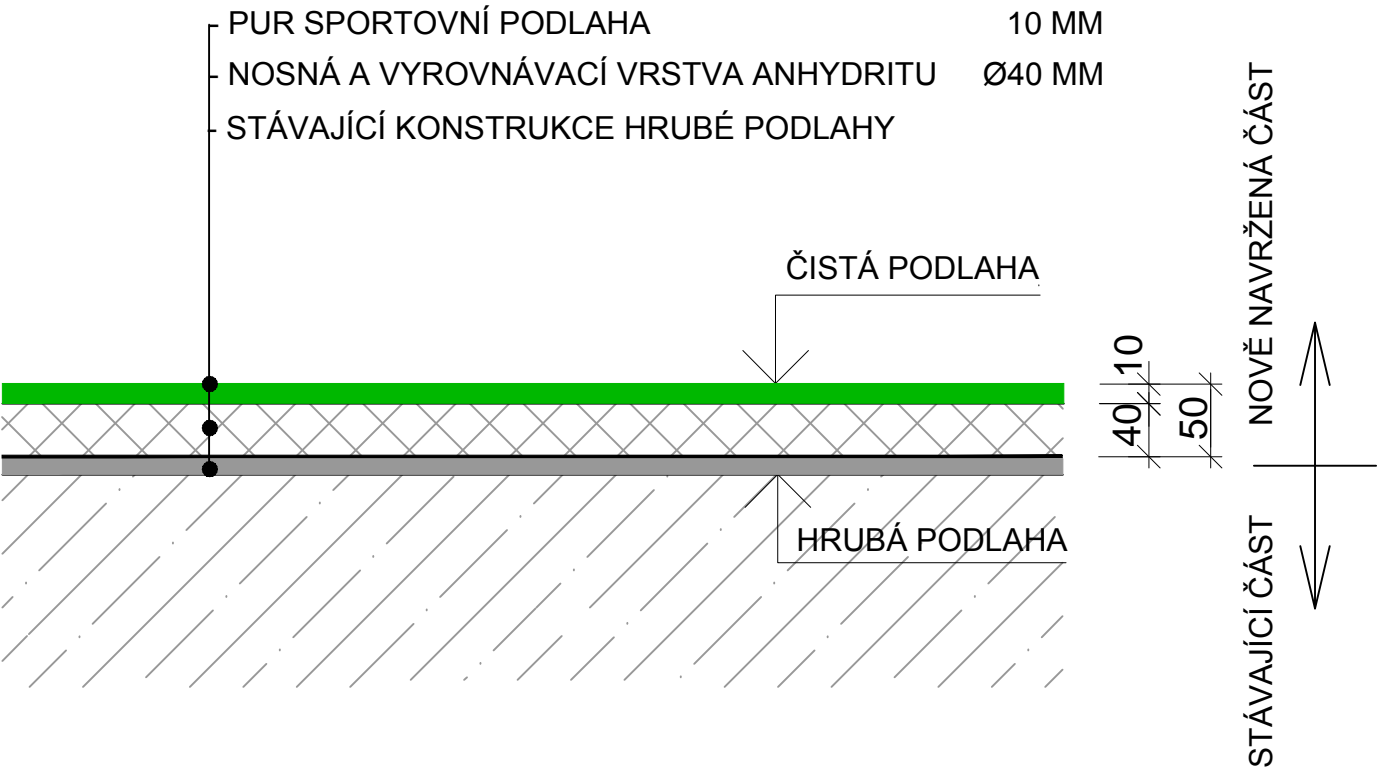 PUR SPORTOVNÍ PODLAHA 10 MM
NOSNÁ A VYROVNÁVACÍ VRSTVA ANHYDRITU Ø40 MM
STÁVAJÍCÍ KONSTRUKCE HRUBÉ PODLAHY
ČISTÁ PODLAHA
10
40
50
HRUBÁ PODLAHA
NOVĚ NAVRŽENÁ ČÁST
STÁVAJÍCÍ ČÁST